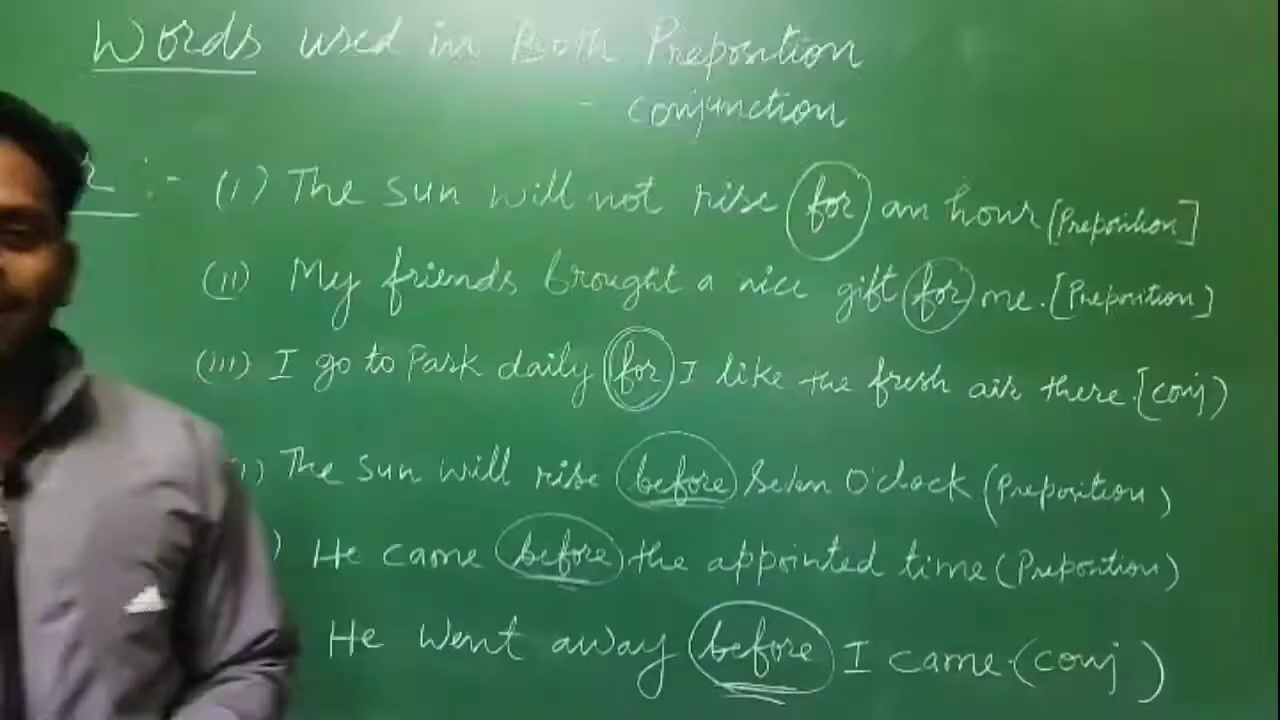 Words used in Both Preposition
- conjunction
r :- (i) The sun will not rise for an hour [Preposition]
(ii) My friends brought a nice gift for me. [Preposition]
(iii) I go to Park daily for I like the fresh air there. [conj)
) The sun will rise before Seven O'clock (Preposition)
) He came before the appointed time (Preposition)
He went away before I came. (conj)